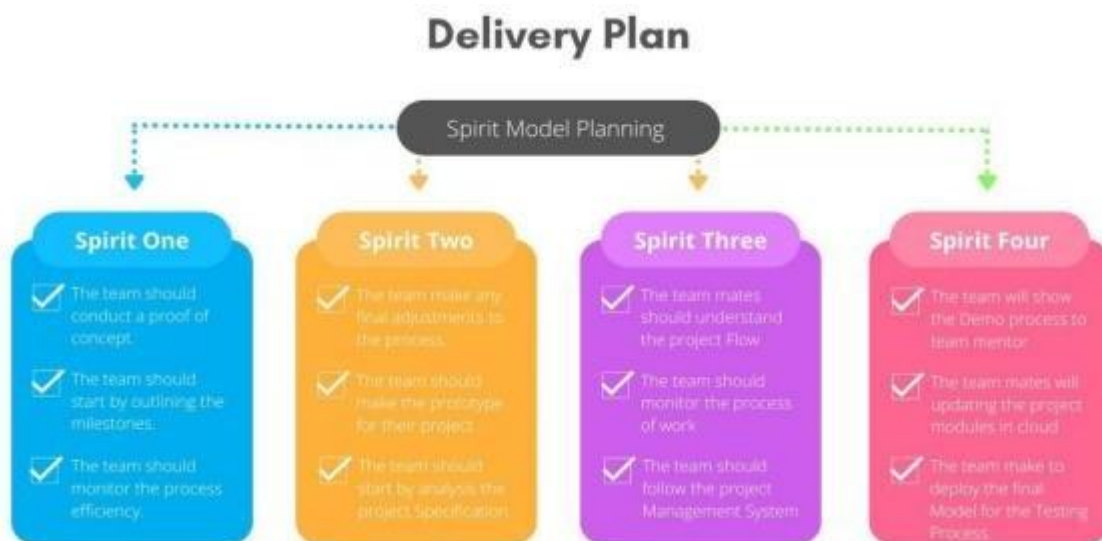 Delivery Plan
Spirit Model Planning
Spirit One
The team should
conduct a proof of
concept.
The team should
start by outlining the
milestones.
The team should
monitor the process
efficiency.
Spirit Two
The team make any
final adjustments to
the process.
The team should
make the prototype
for their project
The team should
start by analysis the
project Specification
Spirit Three
The team mates
should understand
the project Flow
The team should
monitor the process
of work
The team should
follow the project
Management System
Spirit Four
The team will show
the Demo process to
team mentor
The team mates will
updating the project
modules in cloud
The team make to
deploy the final
Model for the Testing
Process